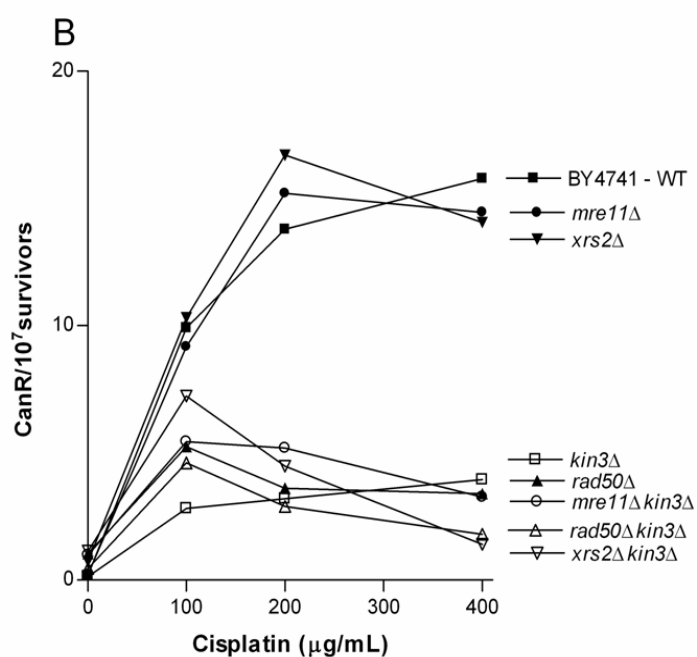 B
CanR/10⁷survivors
20
10
0
0
100
200
300
400
Cisplatin (μg/mL)
BY4741 - WT
mre11Δ
xrs2Δ
kin3Δ
rad50Δ
mre11Δkin3Δ
rad50Δkin3Δ
xrs2Δkin3Δ